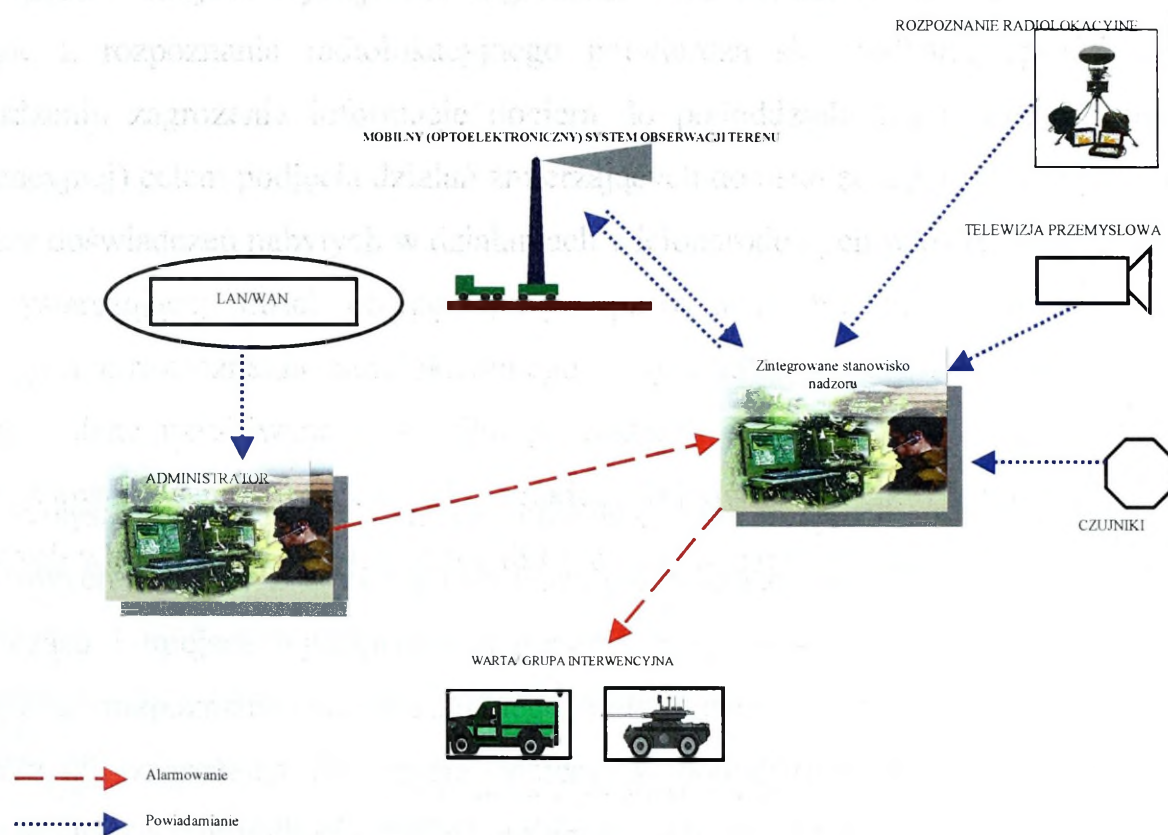 ROZPOZNANIE RADIOLOKACYJNE
MOBILNY (OPTOELEKTRONICZNY) SYSTEM OBSERWACJI TERENU
TELEWIZJA PRZEMYSLOWA
LAN/WAN
Zintegrowane stanowisko
nadzoru
ADMINISTRATOR
CZUJNIKI
WARTA/GRUPA INTERWENCYJNA
Alarmowanie
Powiadamianie